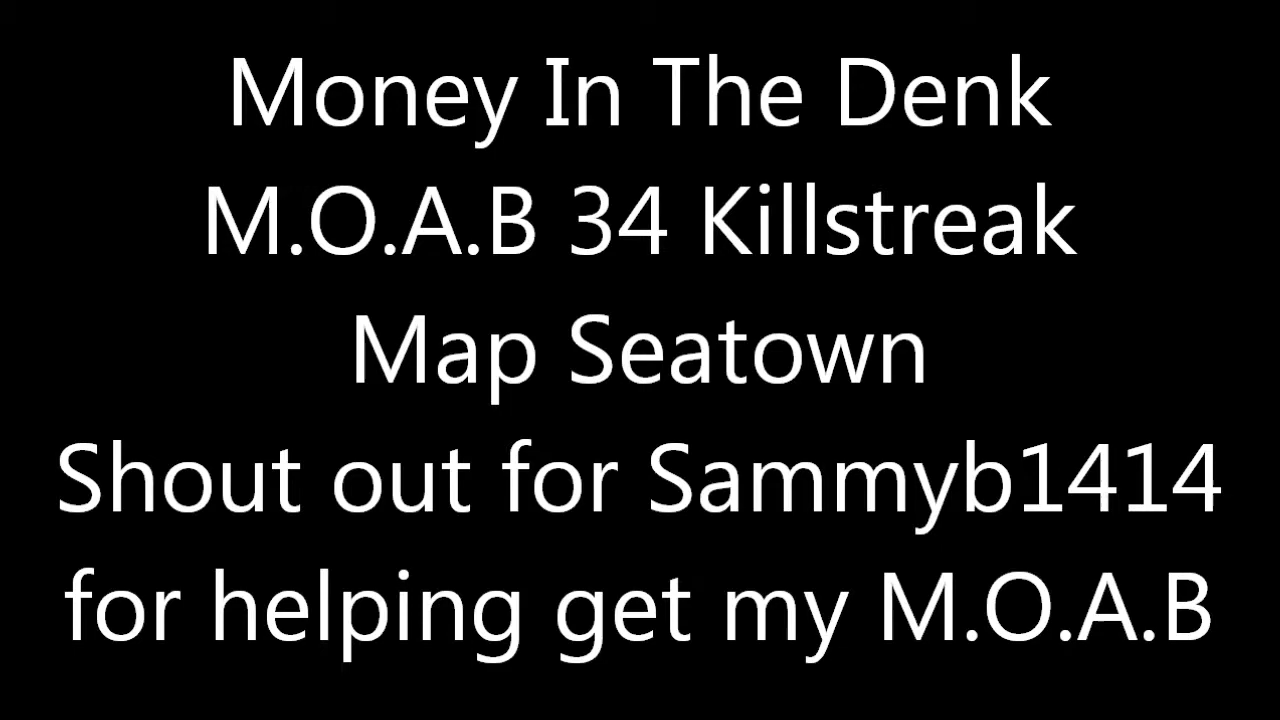 Money In The Denk
M.O.A.B 34 Killstreak
Map Seatown
Shout out for Sammyb1414
for helping get my M.O.A.B